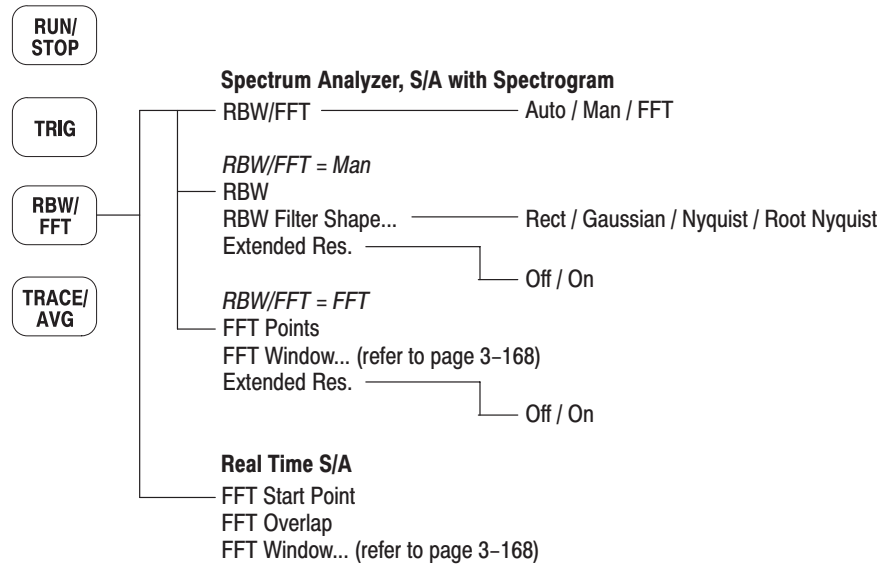 RUN/
STOP
TRIG
RBW/
FFT
TRACE/
AVG
Spectrum Analyzer, S/A with Spectrogram
RBW/FFT Auto / Man / FFT
RBW/FFT = Man
RBW
RBW Filter Shape... Rect / Gaussian / Nyquist / Root Nyquist
Extended Res.
Off / On
RBW/FFT = FFT
FFT Points
FFT Window... (refer to page 3–168)
Extended Res.
Off / On
Real Time S/A
FFT Start Point
FFT Overlap
FFT Window... (refer to page 3–168)